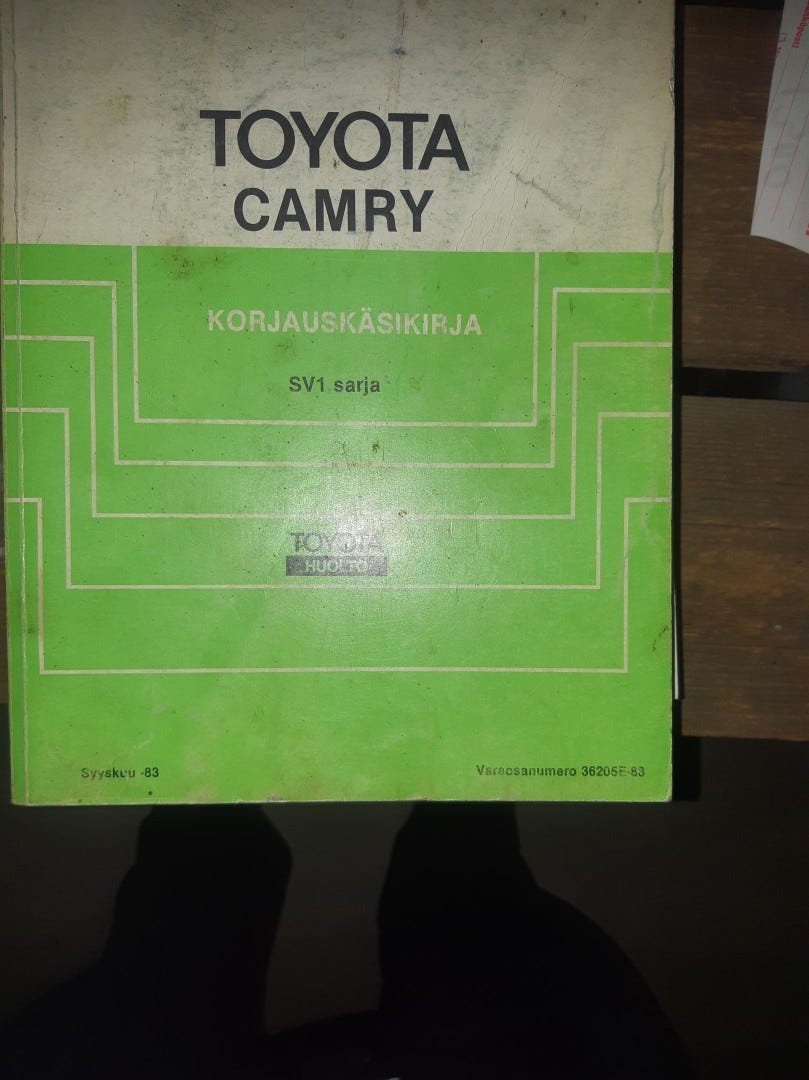 TOYOTA
CAMRY
KORJAUSKÄSIKIRJA
SV1 sarja
TOYOTA
HUOLTO
Syyskuu -83
Varaosanumero 36205E-83